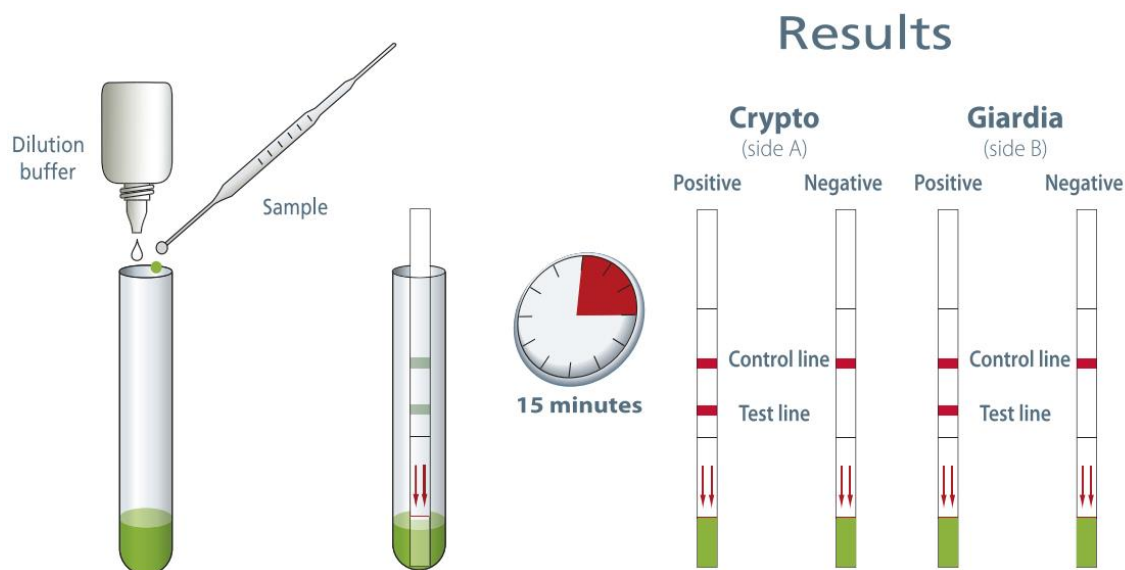 Results
Dilution
buffer
Sample
15 minutes
Crypto
(side A)
Giardia
(side B)
Positive
Negative
Positive
Negative
Control line
Control line
Test line
Test line